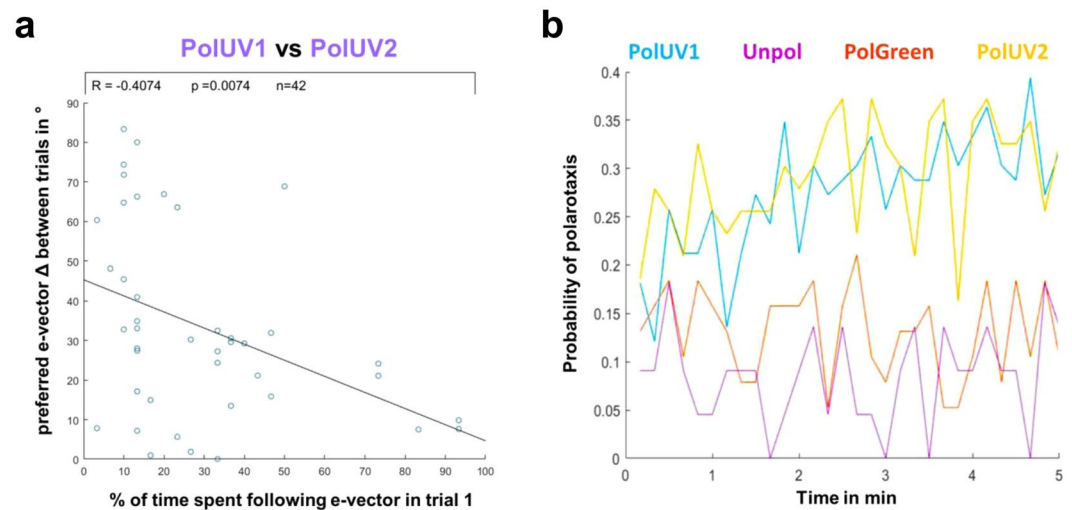 a
PolUV1 vs PolUV2
R = -0.4074 p =0.0074 n=42
90
80
70
60
50
40
30
20
10
0
0 10 20 30 40 50 60 70 80 90 100
preferred e-vector Δ between trials in °
% of time spent following e-vector in trial 1
b
PolUV1 Unpol PolGreen PolUV2
0.4
0.35
0.3
0.25
0.2
0.15
0.1
0.05
0
0 1 2 3 4 5
Probability of polarotaxis
Time in min